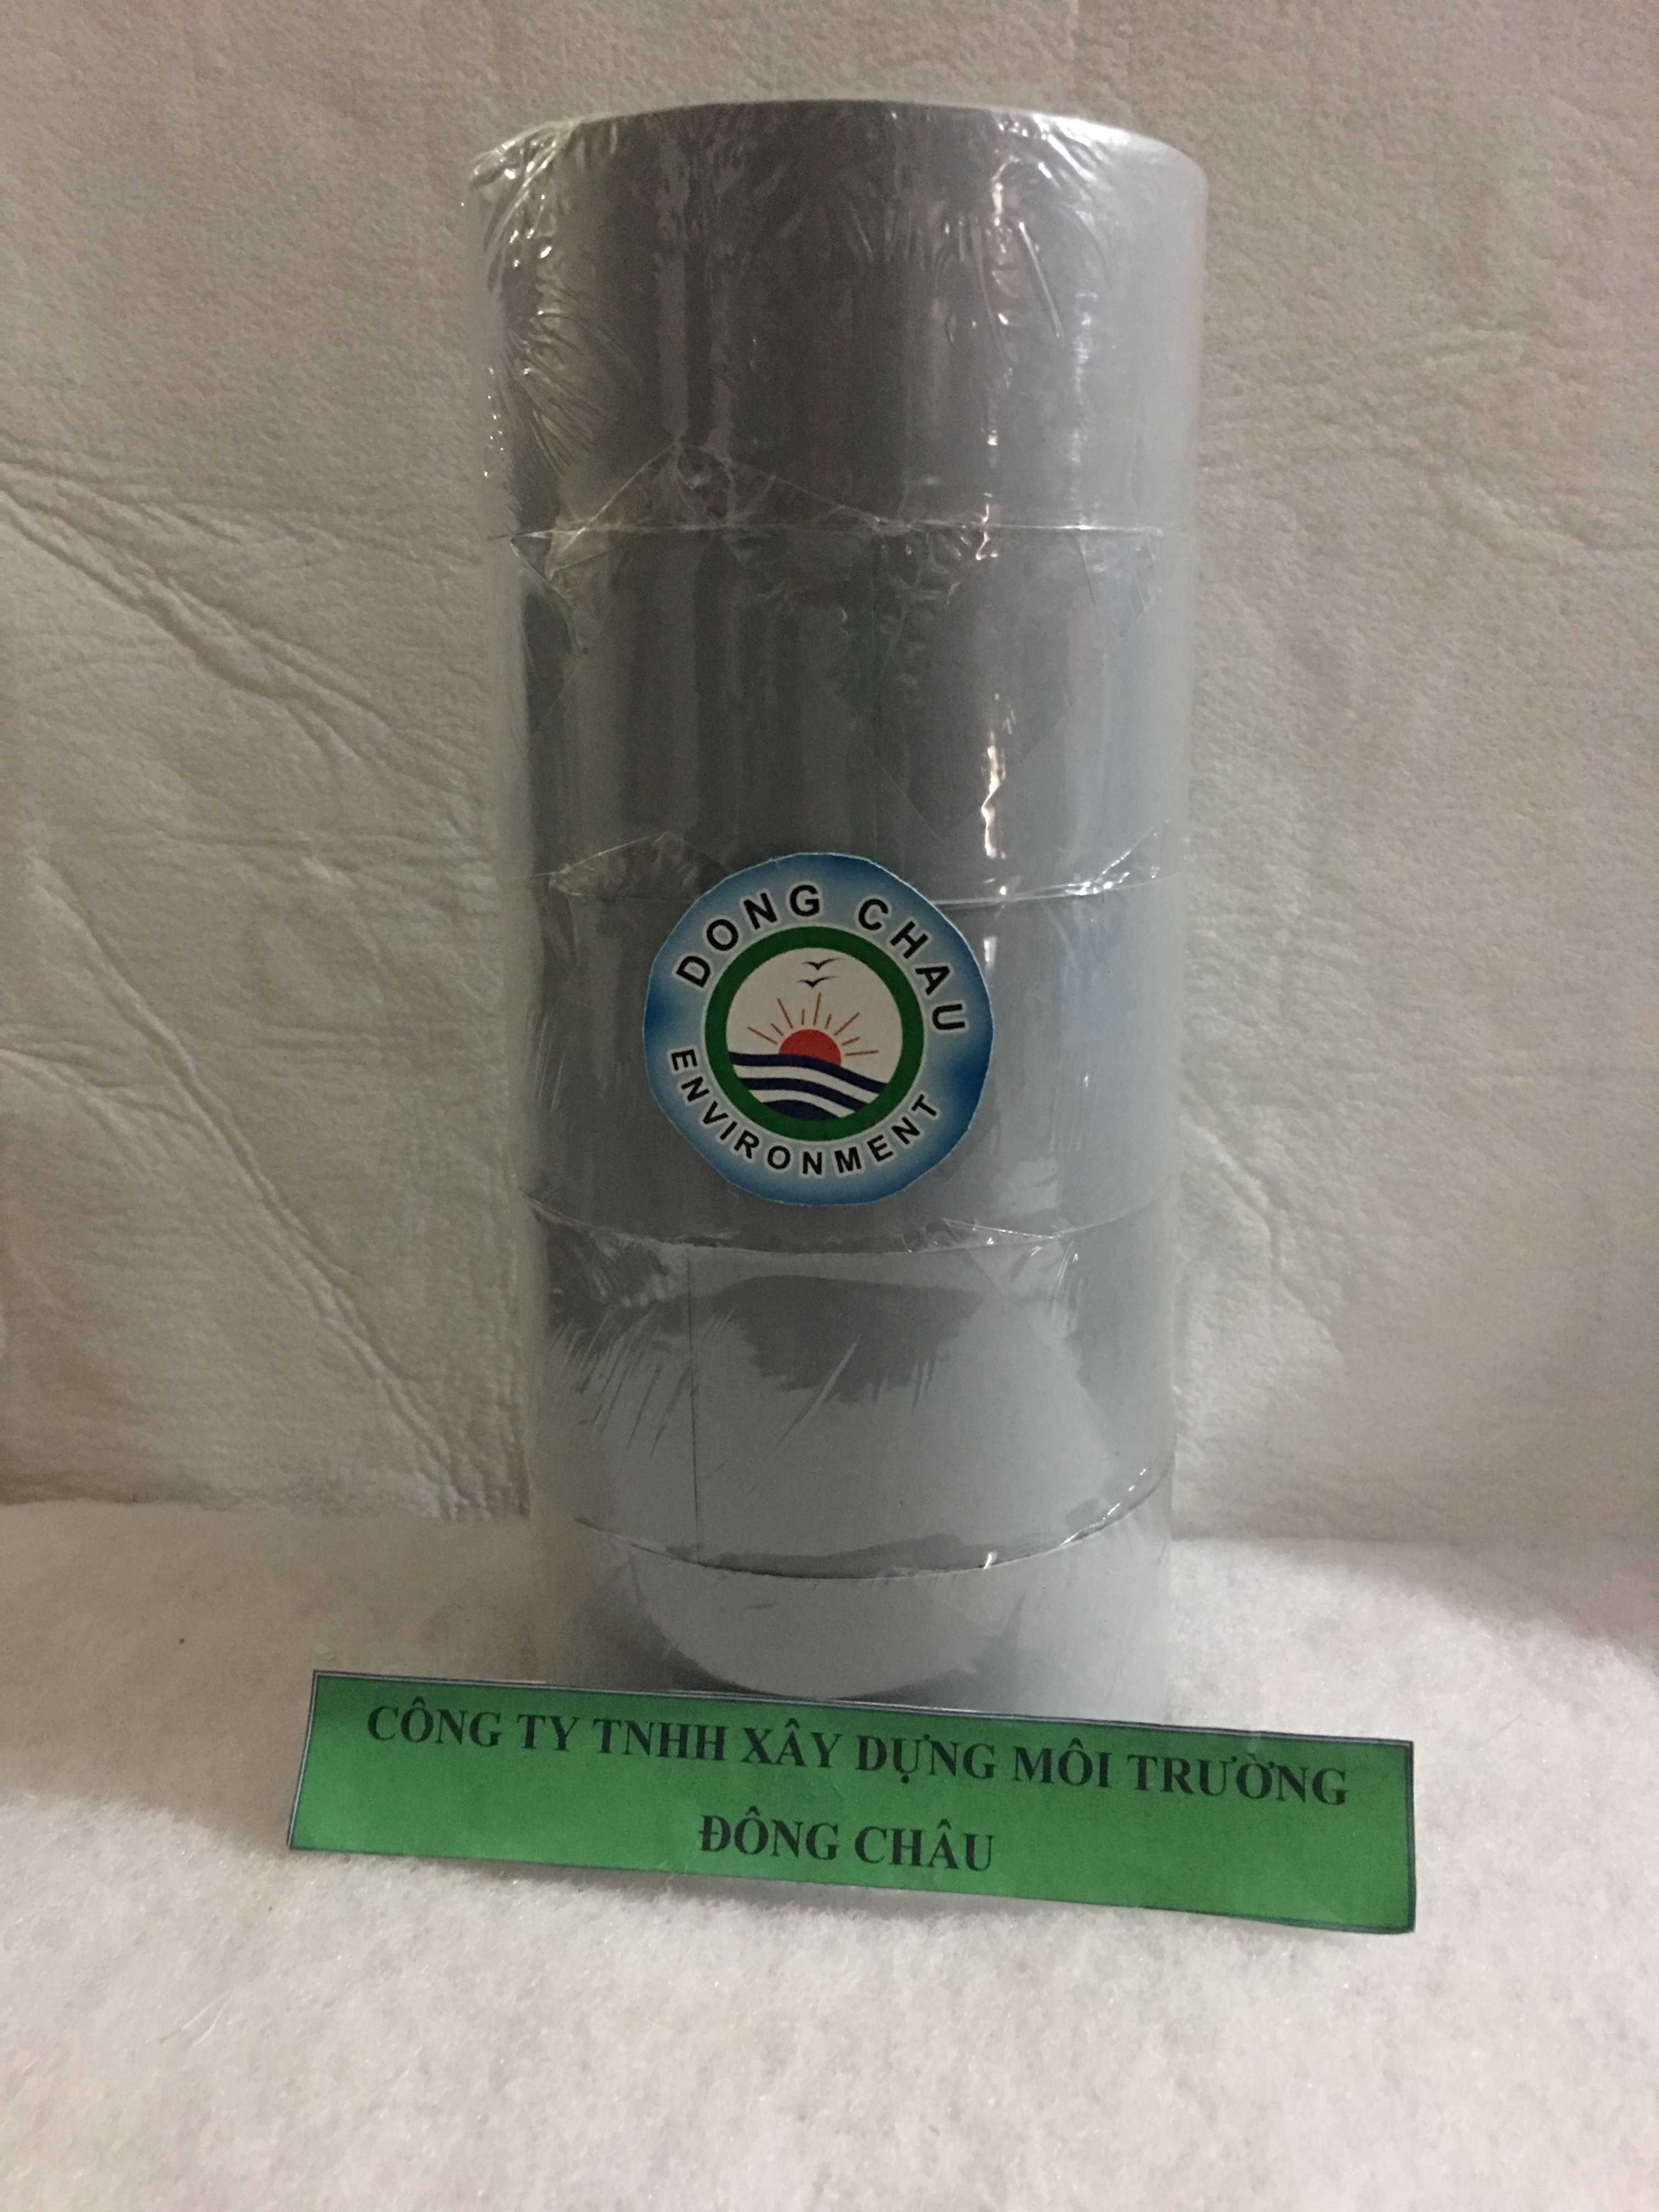 DONG CHAU
ENVIRONMENT
CÔNG TY TNHH XÂY DỰNG MÔI TRƯỜNG
ĐÔNG CHÂU